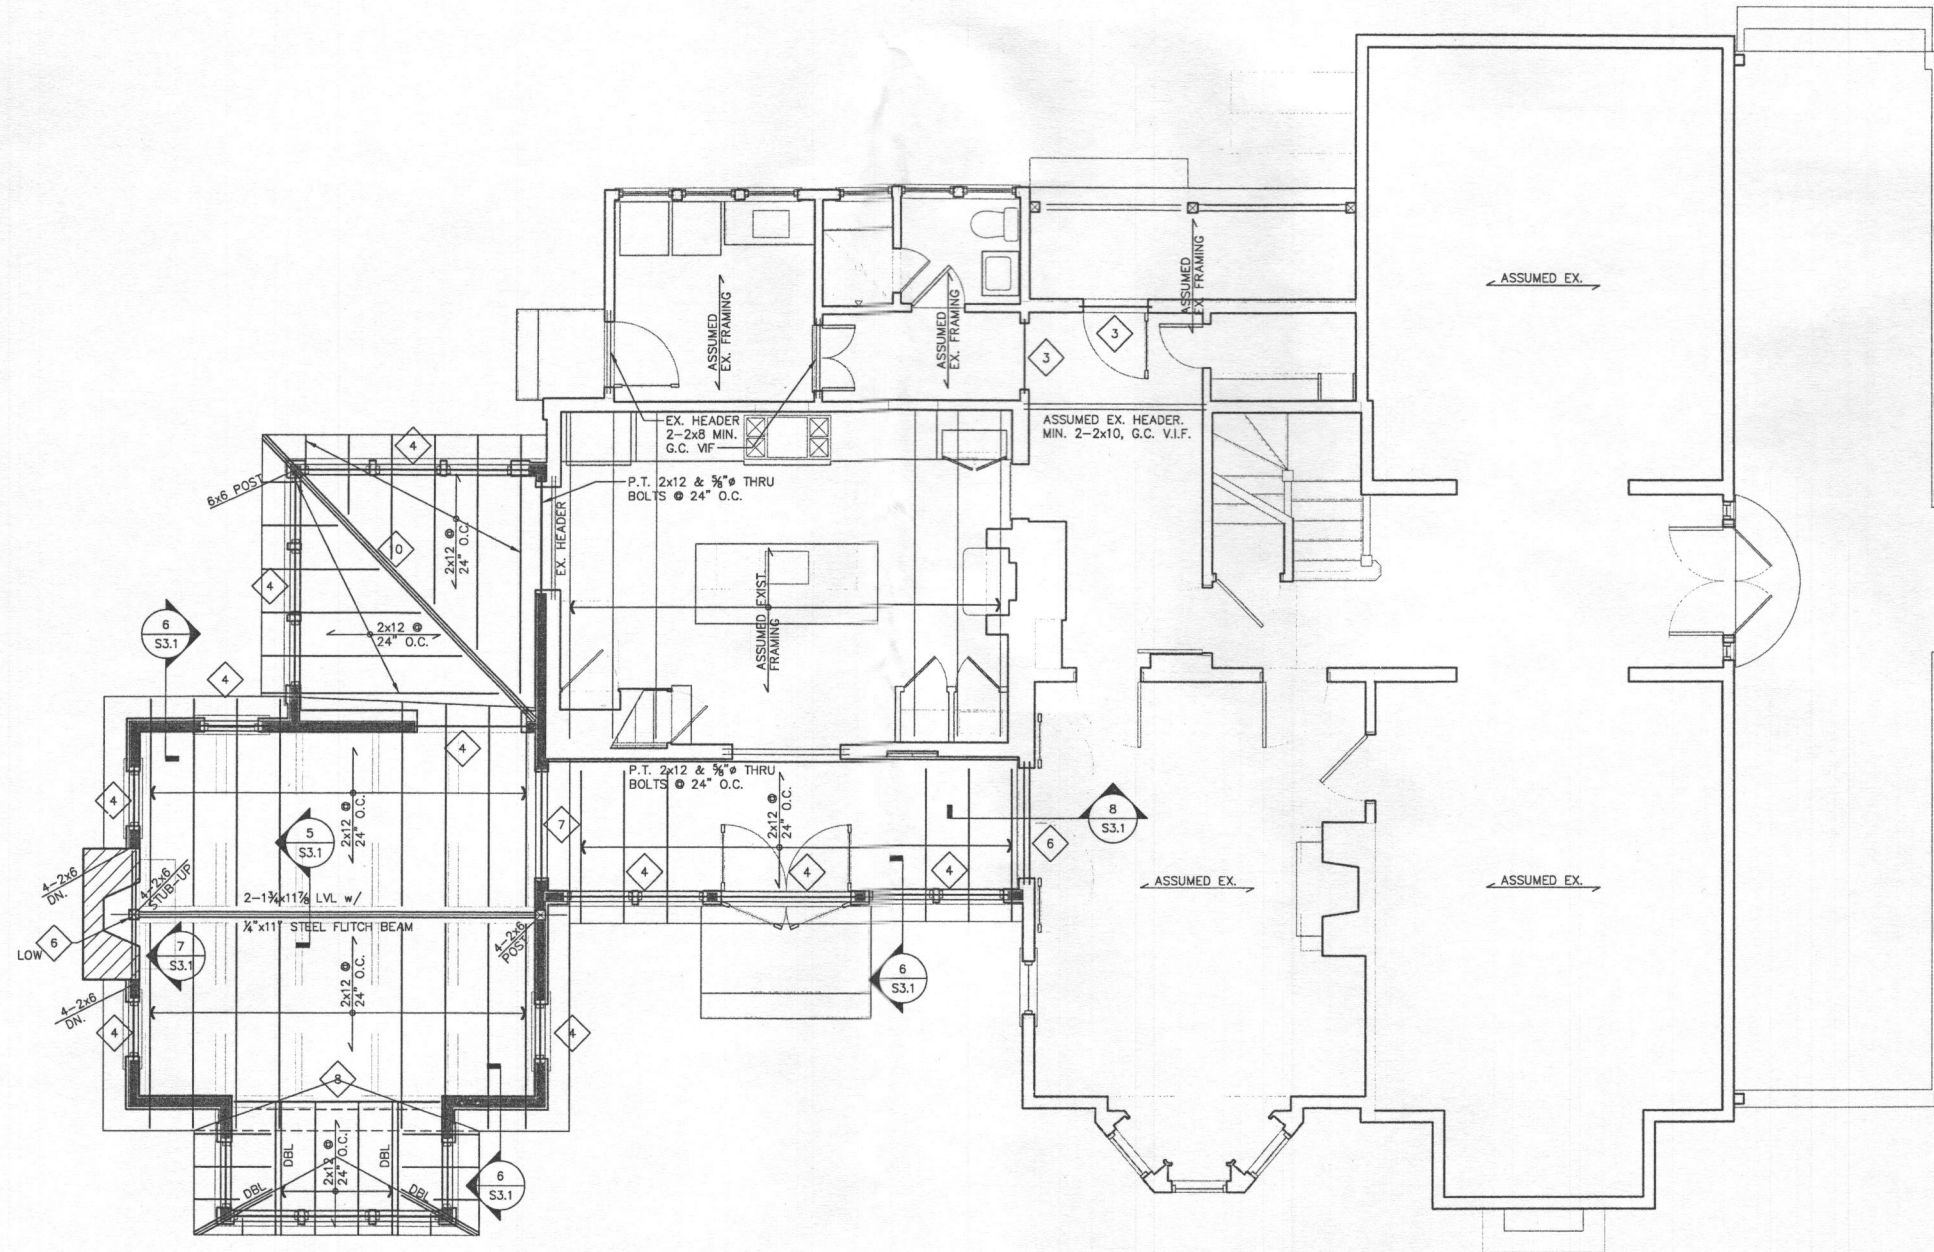 ASSUMED EX.
ASSUMED
EX. FRAMING
ASSUMED
EX. FRAMING
ASSUMED
EX. FRAMING
3
3
EX. HEADER
2-2x8 MIN.
G.C. VIF
ASSUMED EX. HEADER.
MIN. 2-2x10, G.C. V.I.F.
4
6x6 POST
P.T. 2x12 & ⅝"ø THRU
BOLTS @ 24" O.C.
EX. HEADER
2x12 @
24" O.C.
4
2x12 @
24" O.C.
ASSUMED EXIST.
FRAMING
6
S3.1
4
4
P.T. 2x12 & ⅝"ø THRU
BOLTS @ 24" O.C.
4
2x12 @
24" O.C.
5
S3.1
7
2x12 @
24" O.C.
8
S3.1
6
4-2x6
DN.
4-2x6
STUB-UP
4
4
4
ASSUMED EX.
ASSUMED EX.
2-1¾x11⅞ LVL w/
¼"x11" STEEL FLITCH BEAM
6
LOW
7
S3.1
4-2x6
POST
4-2x6
DN.
2x12 @
24" O.C.
6
S3.1
4
4
8
DBL
2x12 @
24" O.C.
DBL
DBL
DBL
6
S3.1